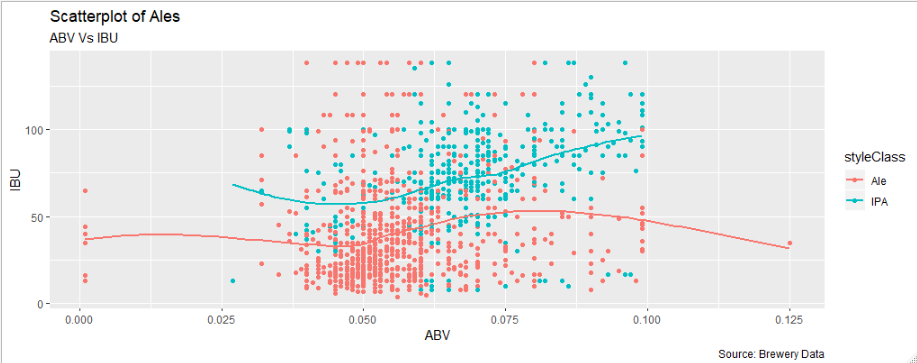 Scatterplot of Ales
ABV Vs IBU
100
50
0
IBU
0.000 0.025 0.050 0.075 0.100 0.125
ABV
styleClass
Ale
IPA
Source: Brewery Data